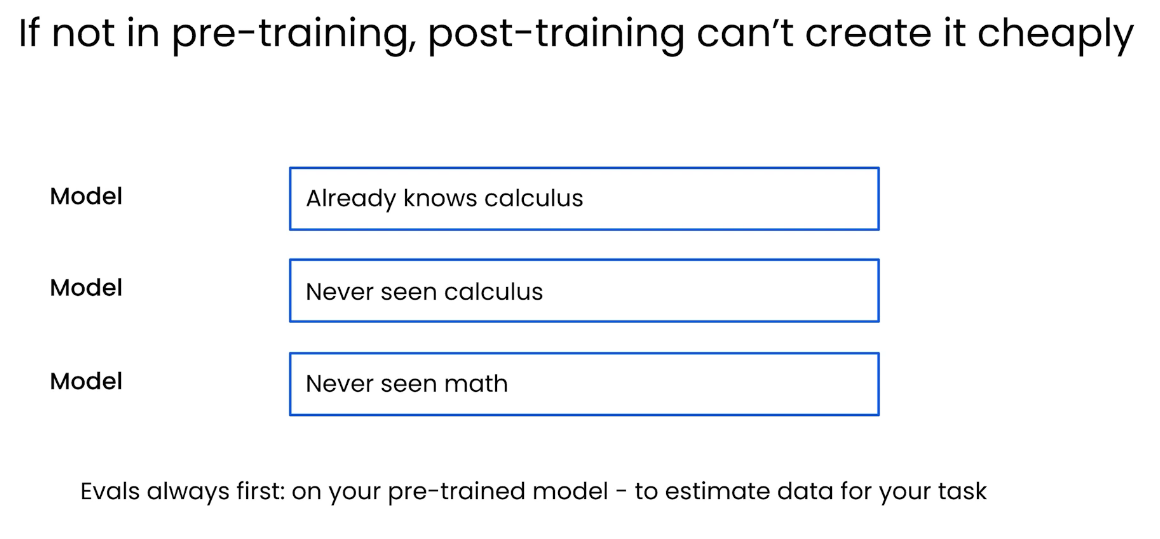 If not in pre-training, post-training can’t create it cheaply
Model
Already knows calculus
Model
Never seen calculus
Model
Never seen math
Evals always first: on your pre-trained model - to estimate data for your task